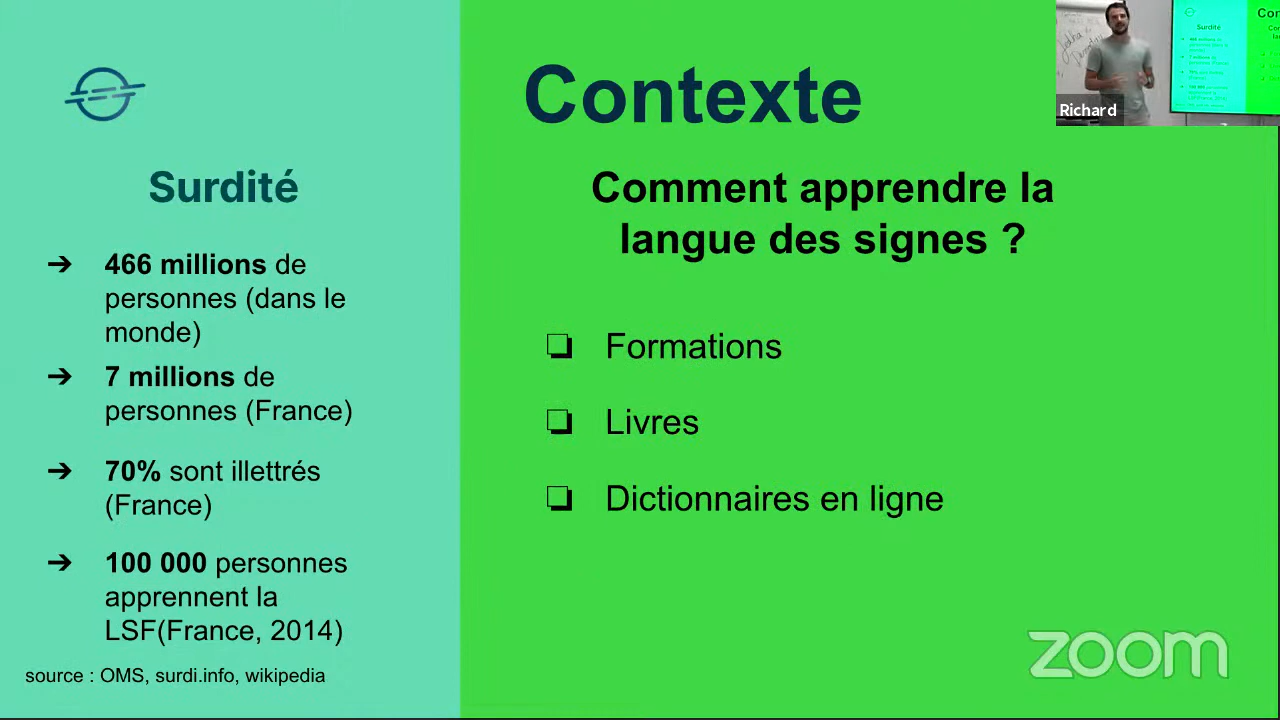 Contexte
Surdité
➔ 466 millions de
personnes (dans le
monde)
➔ 7 millions de
personnes (France)
➔ 70% sont illettrés
(France)
➔ 100 000 personnes
apprennent la
LSF(France, 2014)
source : OMS, surdi.info, wikipedia
Comment apprendre la
langue des signes ?
❏ Formations
❏ Livres
❏ Dictionnaires en ligne
Richard
zoom